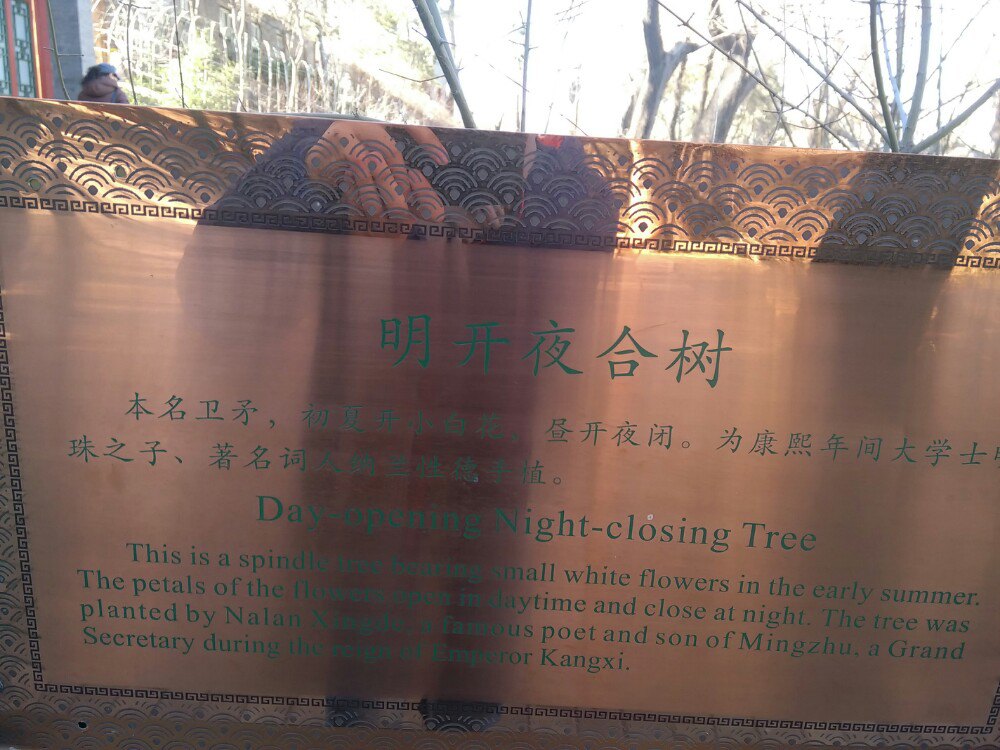 明开夜合树
本名卫矛，初夏开小白花，昼开夜闭。为康熙年间大学士明
珠之子、著名词人纳兰性德手植。
Day-opening Night-closing Tree
This is a spindle tree bearing small white flowers in the early summer.
The petals of the flowers open in daytime and close at night. The tree was
planted by Nalan Xingde, a famous poet and son of Mingzhu, a Grand
Secretary during the reign of Emperor Kangxi.